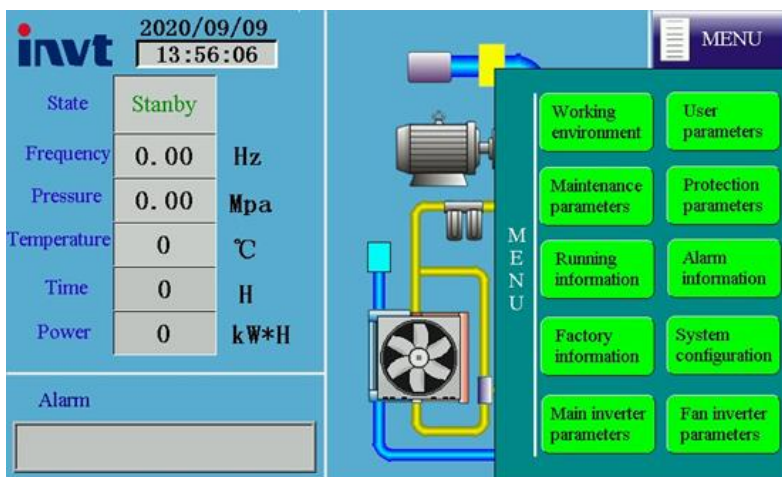 invt
2020/09/09
13:56:06
State Stanby
Frequency 0.00 Hz
Pressure 0.00 Mpa
Temperature 0 ℃
Time 0 H
Power 0 kW*H
Alarm
MENU
MENU
Working
environment
User
parameters
Maintenance
parameters
Protection
parameters
Running
information
Alarm
information
Factory
information
System
configuration
Main inverter
parameters
Fan inverter
parameters